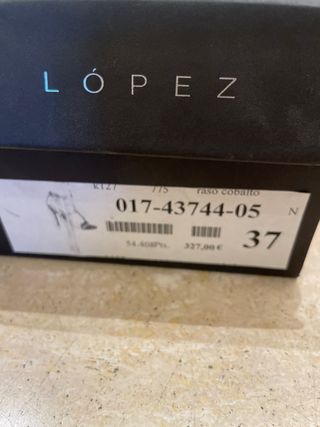 LÓPEZ
k127 775 raso cobalto
017-43744-05 N
54.408Pts. 327,00 € 37